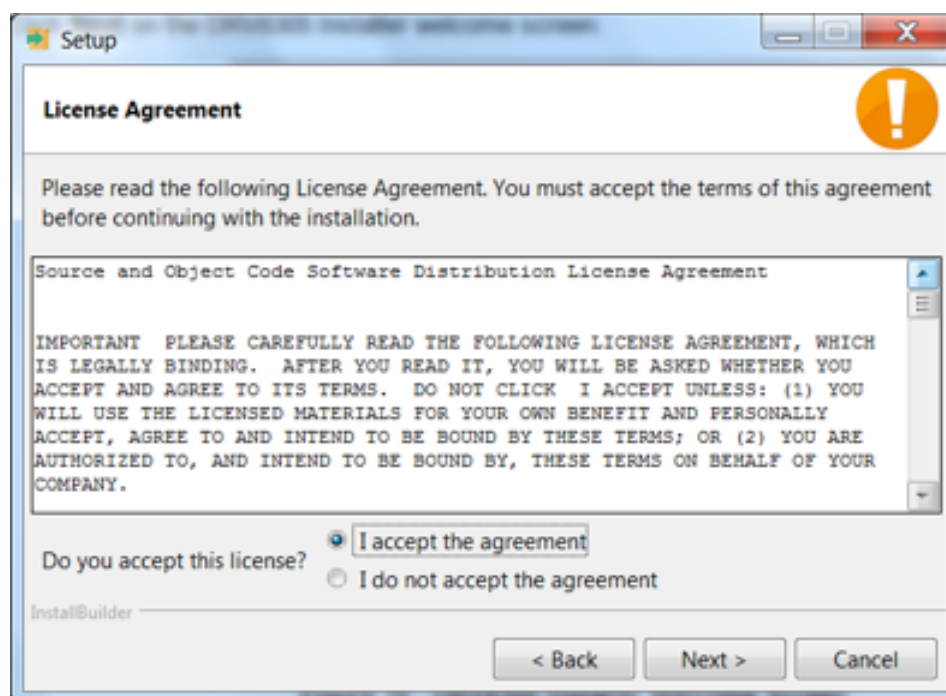 Setup
License Agreement
Please read the following License Agreement. You must accept the terms of this agreement
before continuing with the installation.
Source and Object Code Software Distribution License Agreement
IMPORTANT  PLEASE CAREFULLY READ THE FOLLOWING LICENSE AGREEMENT, WHICH
IS LEGALLY BINDING.  AFTER YOU READ IT, YOU WILL BE ASKED WHETHER YOU
ACCEPT AND AGREE TO ITS TERMS.  DO NOT CLICK  I ACCEPT UNLESS: (1) YOU
WILL USE THE LICENSED MATERIALS FOR YOUR OWN BENEFIT AND PERSONALLY
ACCEPT, AGREE TO AND INTEND TO BE BOUND BY THESE TERMS; OR (2) YOU ARE
AUTHORIZED TO, AND INTEND TO BE BOUND BY, THESE TERMS ON BEHALF OF YOUR
COMPANY.
Do you accept this license?
I accept the agreement
I do not accept the agreement
InstallBuilder
< Back
Next >
Cancel